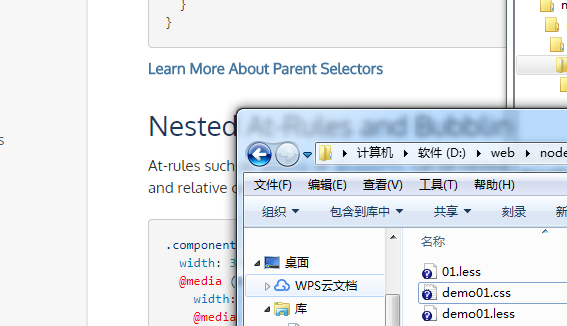 }
}
Learn More About Parent Selectors
Nested At-Rules and Bubblin
At-rules such
and relative
.component
width: 3
@media (
width:
@media
计算机 软件 (D:) web node
文件(F) 编辑(E) 查看(V) 工具(T) 帮助(H)
组织 包含到库中 共享 刻录
名称
桌面
WPS云文档
库
01.less
demo01.css
demo01.less